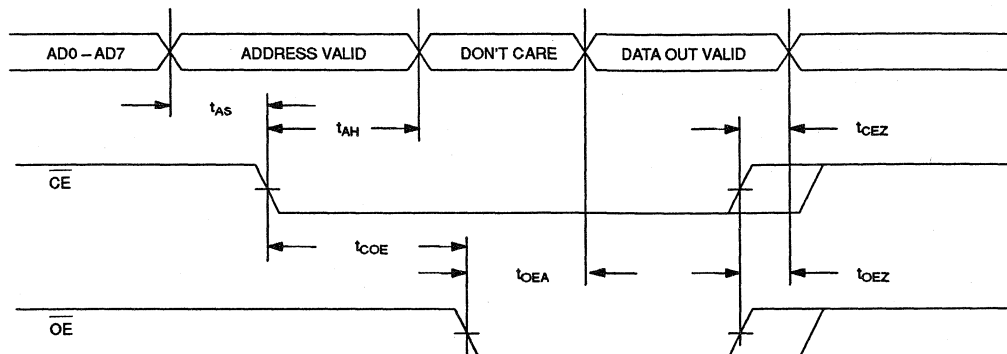 AD0 – AD7 ADDRESS VALID DON'T CARE DATA OUT VALID
tAS
tAH
tCEZ
CE
tCOE
tOEA
tOEZ
OE